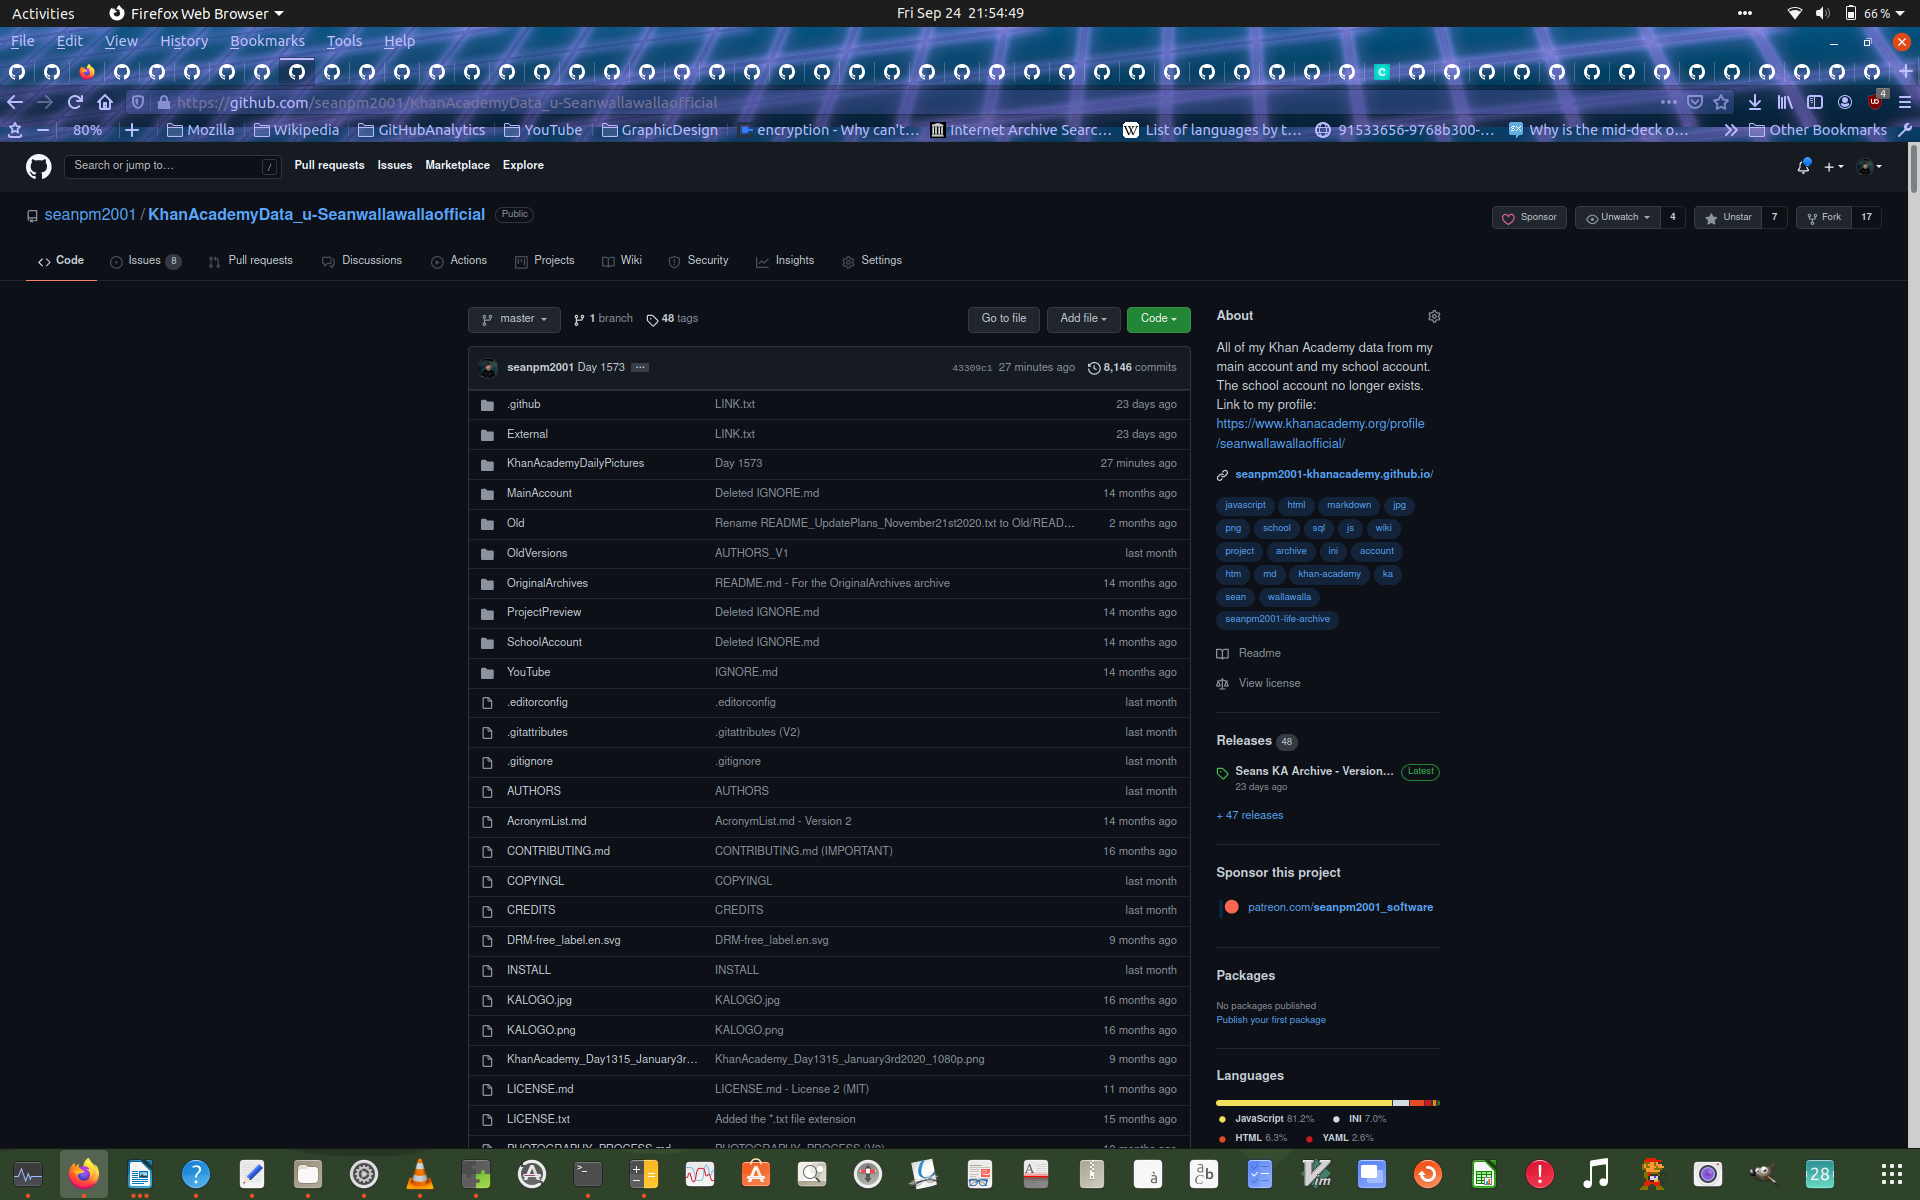 Activities Firefox Web Browser Fri Sep 24 21:54:49 66%
File Edit View History Bookmarks Tools Help
https://github.com/seanpm2001/KhanAcademyData_u-Seanwallawallaofficial 4
80% Mozilla Wikipedia GitHubAnalytics YouTube GraphicDesign encryption - Why can't… Internet Archive Searc… List of languages by t… 91533656-9768b300-… Why is the mid-deck o… Other Bookmarks
Search or jump to… / Pull requests Issues Marketplace Explore
seanpm2001 / KhanAcademyData_u-Seanwallawallaofficial Public Sponsor Unwatch 4 Unstar 7 Fork 17
Code Issues 8 Pull requests Discussions Actions Projects Wiki Security Insights Settings
master 1 branch 48 tags Go to file Add file Code
seanpm2001 Day 1573 43309c1 27 minutes ago 8,146 commits
.github LINK.txt 23 days ago
External LINK.txt 23 days ago
KhanAcademyDailyPictures Day 1573 27 minutes ago
MainAccount Deleted IGNORE.md 14 months ago
Old Rename README_UpdatePlans_November21st2020.txt to Old/READ… 2 months ago
OldVersions AUTHORS_V1 last month
OriginalArchives README.md - For the OriginalArchives archive 14 months ago
ProjectPreview Deleted IGNORE.md 14 months ago
SchoolAccount Deleted IGNORE.md 14 months ago
YouTube IGNORE.md 14 months ago
.editorconfig .editorconfig last month
.gitattributes .gitattributes (V2) last month
.gitignore .gitignore last month
AUTHORS AUTHORS last month
AcronymList.md AcronymList.md - Version 2 14 months ago
CONTRIBUTING.md CONTRIBUTING.md (IMPORTANT) 16 months ago
COPYINGL COPYINGL last month
CREDITS CREDITS last month
DRM-free_label.en.svg DRM-free_label.en.svg 9 months ago
INSTALL INSTALL last month
KALOGO.jpg KALOGO.jpg 16 months ago
KALOGO.png KALOGO.png 16 months ago
KhanAcademy_Day1315_January3r… KhanAcademy_Day1315_January3rd2020_1080p.png 9 months ago
LICENSE.md LICENSE.md - License 2 (MIT) 11 months ago
LICENSE.txt Added the *.txt file extension 15 months ago
About
All of my Khan Academy data from my
main account and my school account.
The school account no longer exists.
Link to my profile:
https://www.khanacademy.org/profile
/seanwallawallaofficial/
seanpm2001-khanacademy.github.io/
javascript html markdown jpg
png school sql js wiki
project archive ini account
htm md khan-academy ka
sean wallawalla
seanpm2001-life-archive
Readme
View license
Releases 48
Seans KA Archive - Version… Latest
23 days ago
+ 47 releases
Sponsor this project
patreon.com/seanpm2001_software
Packages
No packages published
Publish your first package
Languages
JavaScript 81.2% INI 7.0%
HTML 6.3% YAML 2.6%
28